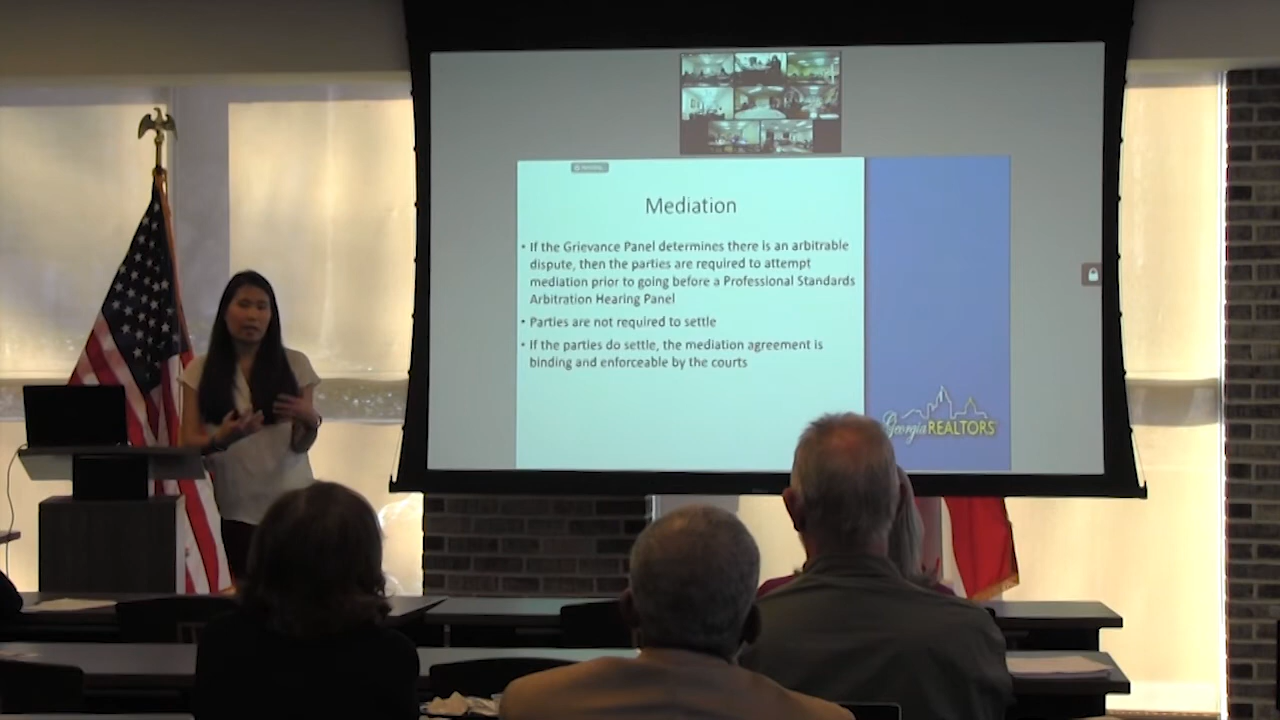 Mediation
• If the Grievance Panel determines there is an arbitrable
dispute, then the parties are required to attempt
mediation prior to going before a Professional Standards
Arbitration Hearing Panel
• Parties are not required to settle
• If the parties do settle, the mediation agreement is
binding and enforceable by the courts
Georgia REALTORS